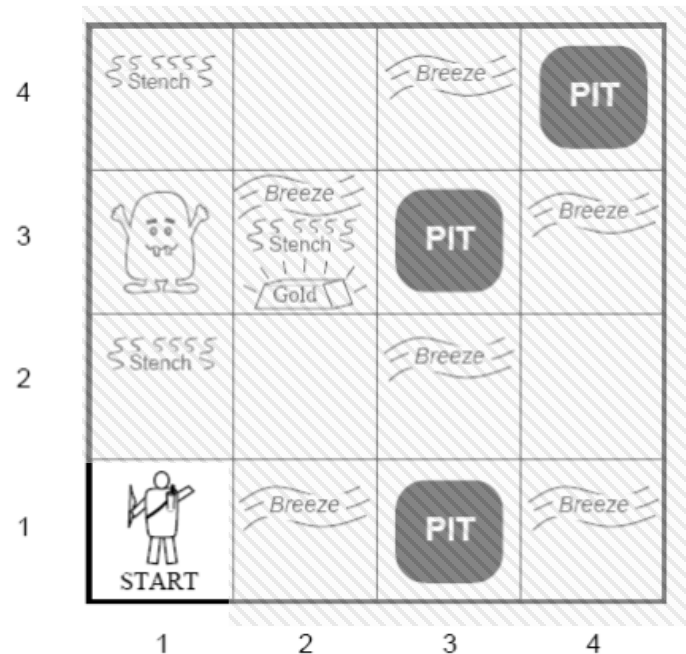 4
Stench
Breeze
PIT
3
Breeze
Stench
Gold
PIT
Breeze
2
Stench
Breeze
1
START
Breeze
PIT
Breeze
1 2 3 4